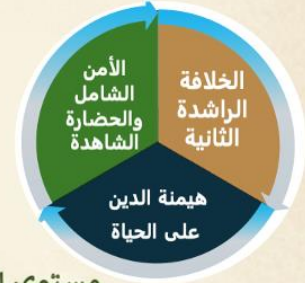 الخلافة
الراشدة
الثانية
الأمن
الشامل
والحضارة
الشاهدة
هيمنة الدين
على الحياة